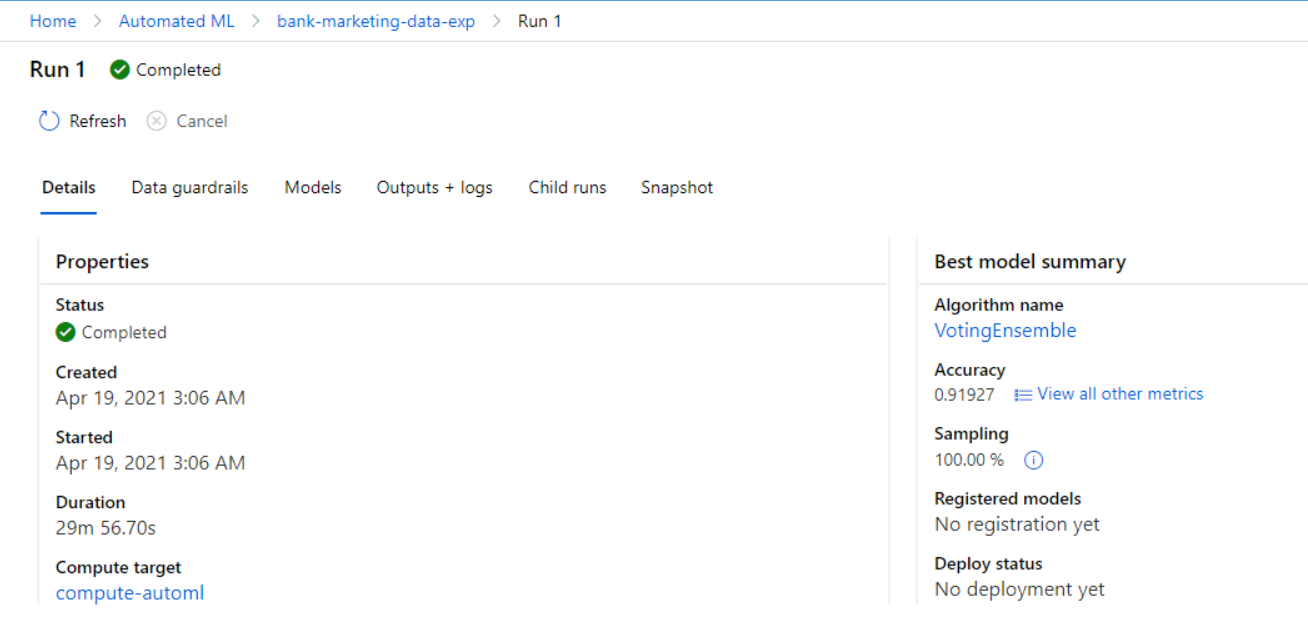 Home > Automated ML > bank-marketing-data-exp > Run 1
Run 1 Completed
Refresh Cancel
Details Data guardrails Models Outputs + logs Child runs Snapshot
Properties
Status
Completed
Created
Apr 19, 2021 3:06 AM
Started
Apr 19, 2021 3:06 AM
Duration
29m 56.70s
Compute target
compute-automl
Best model summary
Algorithm name
VotingEnsemble
Accuracy
0.91927 View all other metrics
Sampling
100.00 %
Registered models
No registration yet
Deploy status
No deployment yet